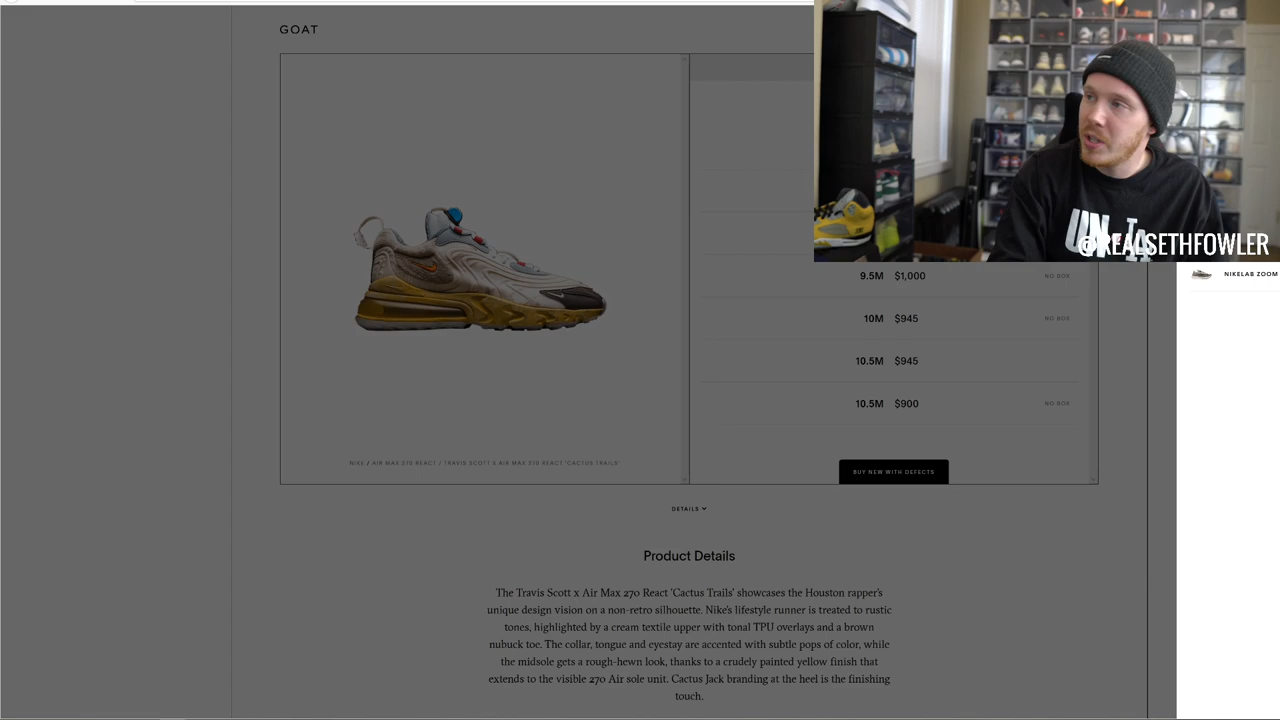 GOAT
@REALSETHFOWLER
NIKELAB ZOOM
9.5M $1,000 NO BOX
10M $945 NO BOX
10.5M $945
10.5M $900 NO BOX
NIKE / AIR MAX 270 REACT / TRAVIS SCOTT X AIR MAX 270 REACT 'CACTUS TRAILS'
BUY NEW WITH DEFECTS
DETAILS
Product Details
The Travis Scott x Air Max 270 React 'Cactus Trails' showcases the Houston rapper's
unique design vision on a non-retro silhouette. Nike's lifestyle runner is treated to rustic
tones, highlighted by a cream textile upper with tonal TPU overlays and a brown
nubuck toe. The collar, tongue and eyestay are accented with subtle pops of color, while
the midsole gets a rough-hewn look, thanks to a crudely painted yellow finish that
extends to the visible 270 Air sole unit. Cactus Jack branding at the heel is the finishing
touch.